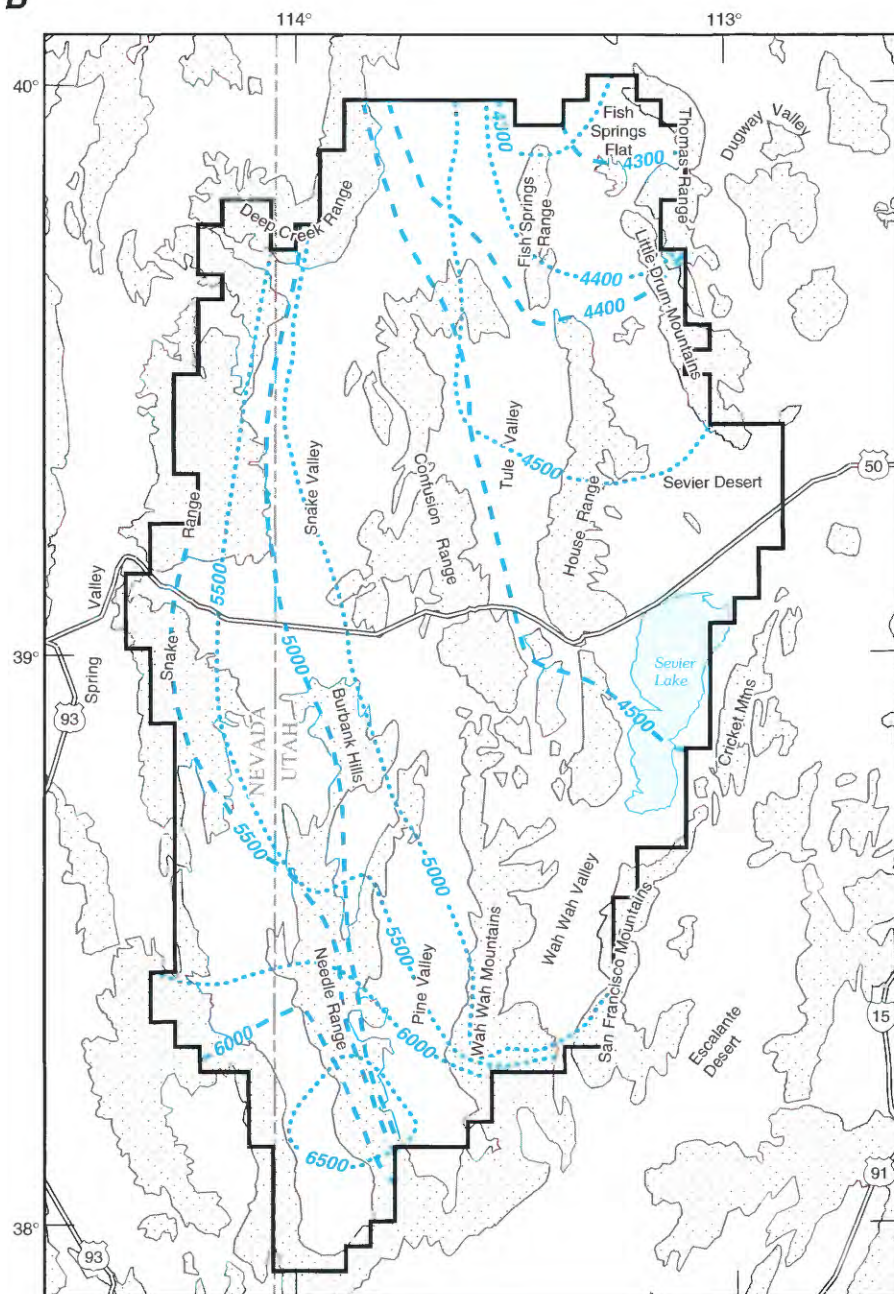 B
114°
113°
40°
Fish
Springs
Flat
Thomas Range
Dugway Valley
4300
4300
Deep Creek Range
Fish Springs
Range
Little Drum Mountains
4400
4400
Snake Valley
Confusion
Range
Tule Valley
4500
House Range
Sevier Desert
50
Range
5500
Valley
Spring
39°
Snake
5000
93
NEVADA
UTAH
Burbank
Hills
Sevier
Lake
4500
Cricket Mtns
5500
5000
Wah Wah Valley
Needle Range
5500
Pine Valley
Wah Wah Mountains
San Francisco Mountains
15
6000
6000
Escalante
Desert
6500
91
38°
93